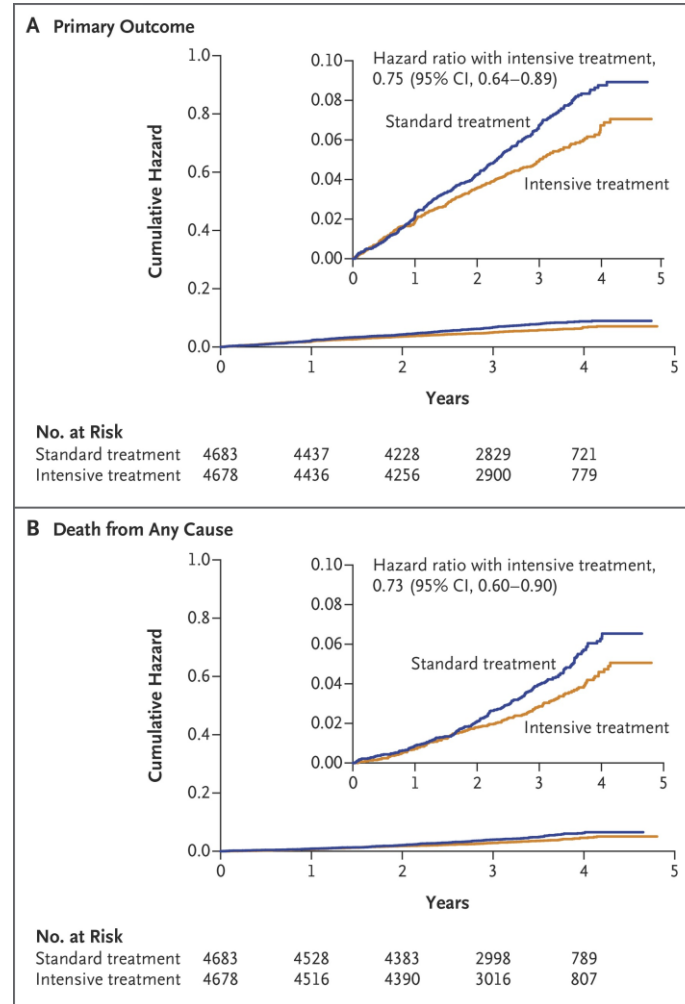 A Primary Outcome
Cumulative Hazard
1.0
0.8
0.6
0.4
0.2
0.0
0 1 2 3 4 5
Years
0.10
0.08
0.06
0.04
0.02
0.00
0 1 2 3 4 5
Hazard ratio with intensive treatment,
0.75 (95% CI, 0.64–0.89)
Standard treatment
Intensive treatment
No. at Risk
Standard treatment 4683 4437 4228 2829 721
Intensive treatment 4678 4436 4256 2900 779
B Death from Any Cause
Cumulative Hazard
1.0
0.8
0.6
0.4
0.2
0.0
0 1 2 3 4 5
Years
0.10
0.08
0.06
0.04
0.02
0.00
0 1 2 3 4 5
Hazard ratio with intensive treatment,
0.73 (95% CI, 0.60–0.90)
Standard treatment
Intensive treatment
No. at Risk
Standard treatment 4683 4528 4383 2998 789
Intensive treatment 4678 4516 4390 3016 807